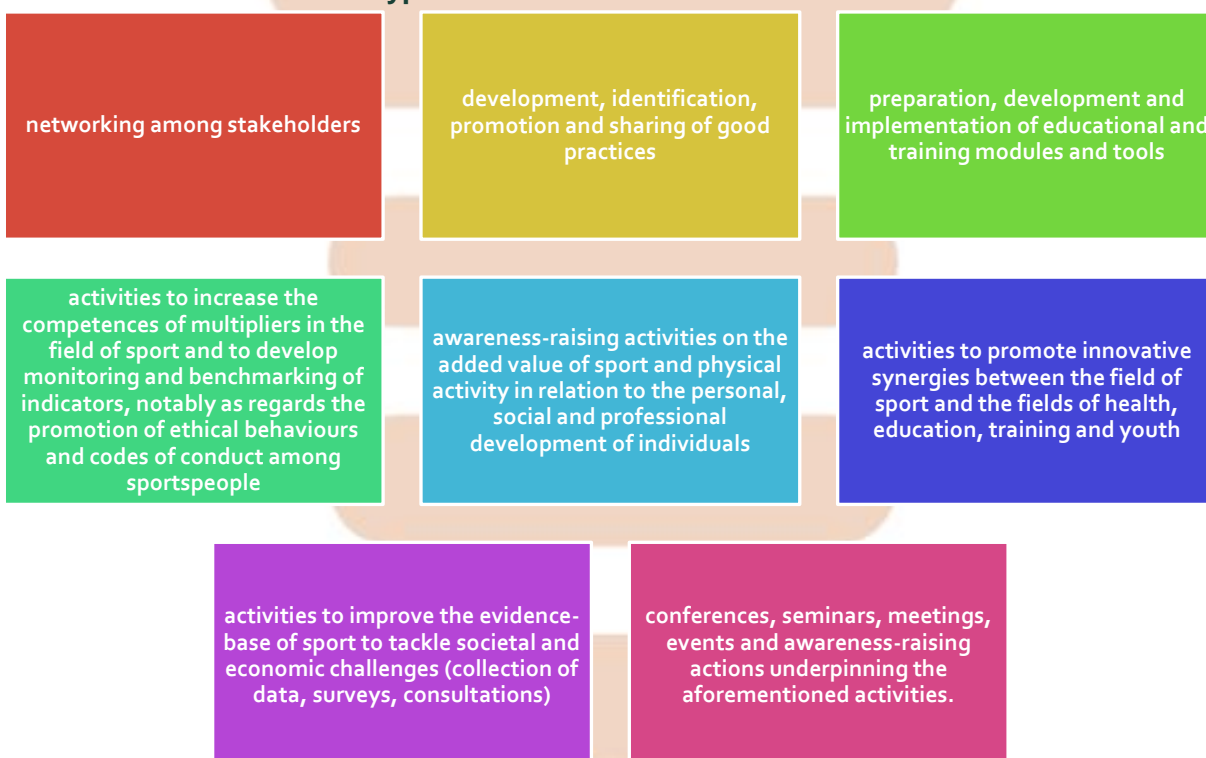 networking among stakeholders
development, identification,
promotion and sharing of good
practices
preparation, development and
implementation of educational and
training modules and tools
activities to increase the
competences of multipliers in the
field of sport and to develop
monitoring and benchmarking of
indicators, notably as regards the
promotion of ethical behaviours
and codes of conduct among
sportspeople
awareness-raising activities on the
added value of sport and physical
activity in relation to the personal,
social and professional
development of individuals
activities to promote innovative
synergies between the field of
sport and the fields of health,
education, training and youth
activities to improve the evidence-
base of sport to tackle societal and
economic challenges (collection of
data, surveys, consultations)
conferences, seminars, meetings,
events and awareness-raising
actions underpinning the
aforementioned activities.